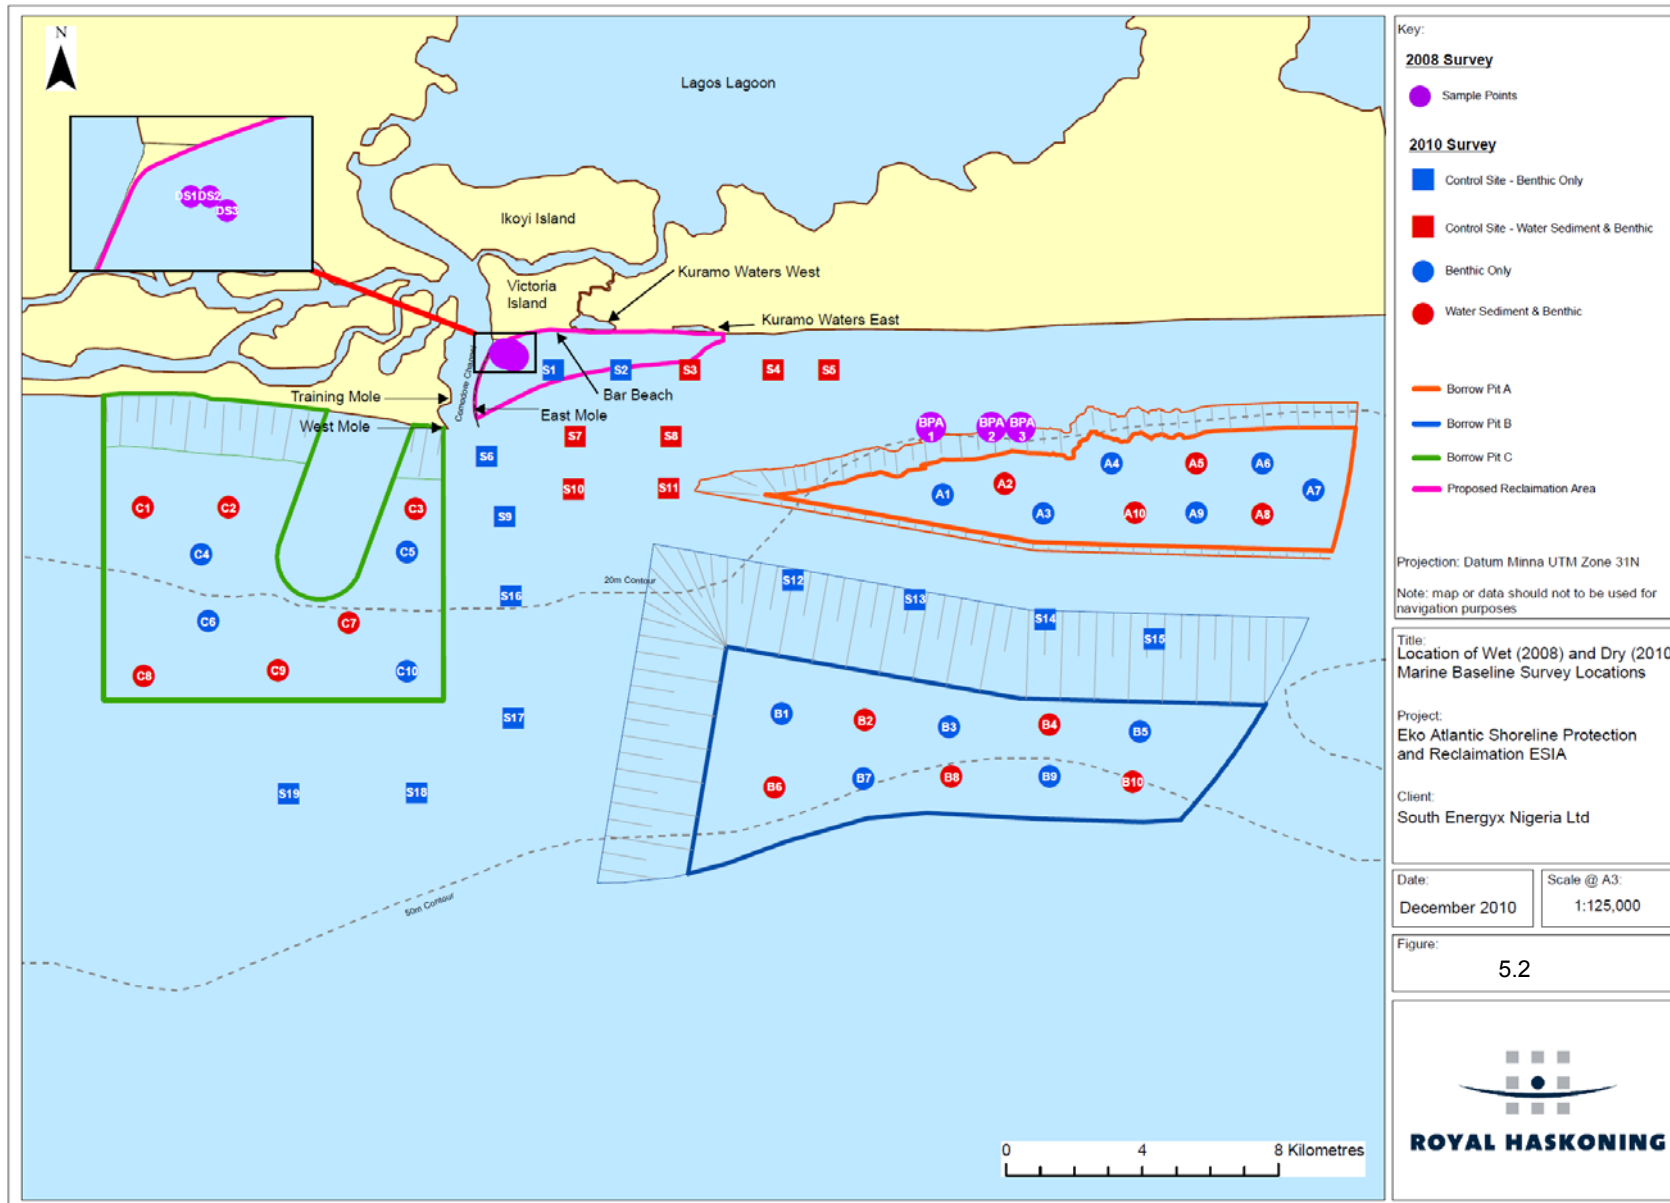 N
Lagos Lagoon
Ikoyi Island
Kuramo Waters West
Victoria
Island
Kuramo Waters East
DS1
DS2
DS3
Bar Beach
East Mole
Training Mole
West Mole
S1
S2
S3
S4
S5
S6
S7
S8
S9
S10
S11
S12
S13
S14
S15
S16
S17
S18
S19
BPA
1
BPA
2
BPA
3
A1
A2
A3
A4
A5
A6
A7
A8
A9
A10
B1
B2
B3
B4
B5
B6
B7
B8
B9
B10
C1
C2
C3
C4
C5
C6
C7
C8
C9
C10
20m Contour
50m Contour
0 4 8 Kilometres
Key:
2008 Survey
Sample Points
2010 Survey
Control Site - Benthic Only
Control Site - Water Sediment & Benthic
Benthic Only
Water Sediment & Benthic
Borrow Pit A
Borrow Pit B
Borrow Pit C
Proposed Reclaimation Area
Projection: Datum Minna UTM Zone 31N
Note: map or data should not to be used for
navigation purposes
Title:
Location of Wet (2008) and Dry (2010
Marine Baseline Survey Locations
Project:
Eko Atlantic Shoreline Protection
and Reclaimation ESIA
Client:
South Energyx Nigeria Ltd
Date:
December 2010
Scale @ A3:
1:125,000
Figure:
5.2
ROYAL HASKONING